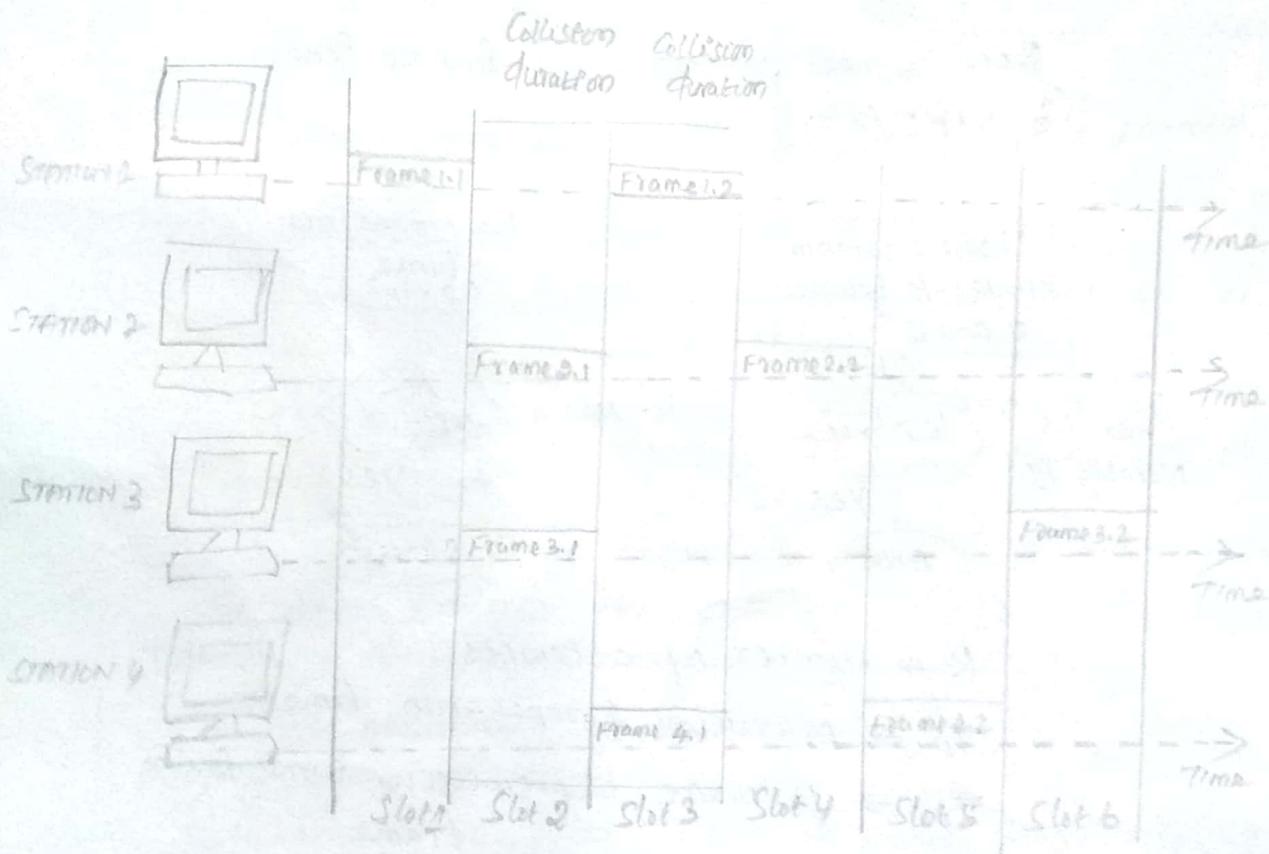 Collision Collision
duration duration
STATION 1
Frame 1.1
Frame 1.2
Time
STATION 2
Frame 2.1
Frame 2.2
Time
STATION 3
Frame 3.1
Frame 3.2
Time
STATION 4
Frame 4.1
Time
Slot 1 Slot 2 Slot 3 Slot 4 Slot 5 Slot 6